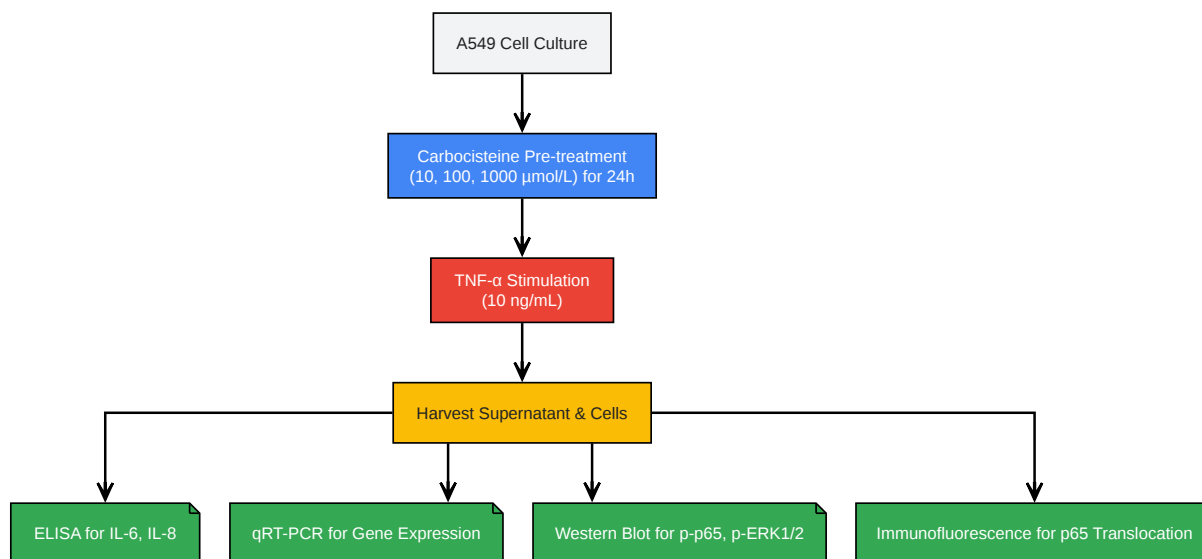 A549 Cell Culture
Carbocisteine Pre-treatment
(10, 100, 1000 µmol/L) for 24h
TNF-α Stimulation
(10 ng/mL)
Harvest Supernatant & Cells
ELISA for IL-6, IL-8
qRT-PCR for Gene Expression
Western Blot for p-p65, p-ERK1/2
Immunofluorescence for p65 Translocation